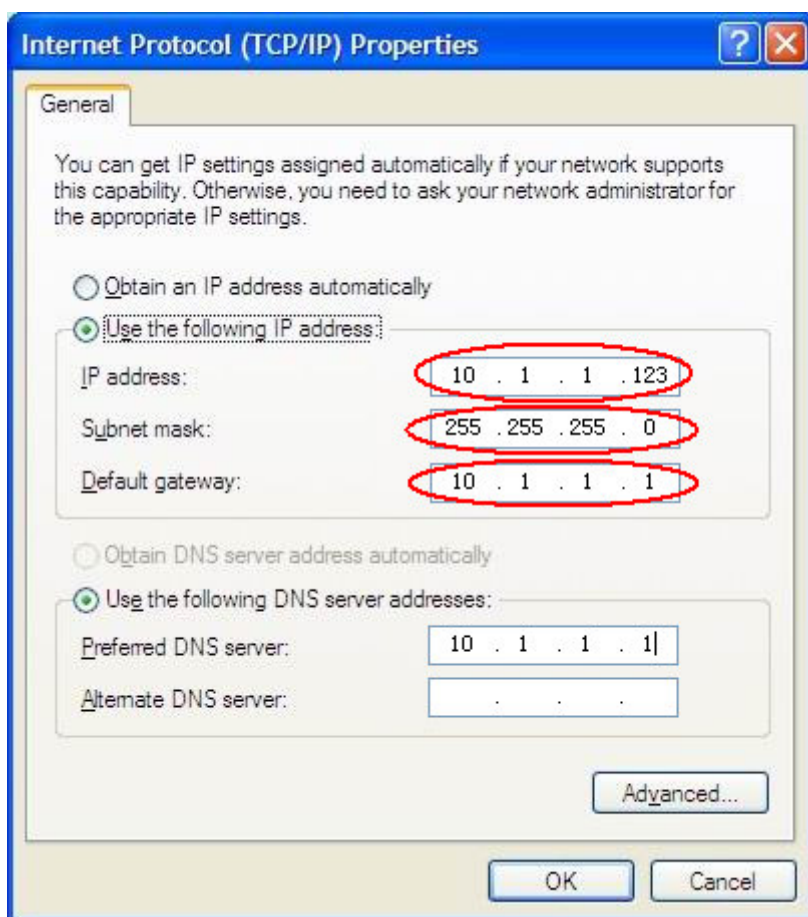 Internet Protocol (TCP/IP) Properties
General
You can get IP settings assigned automatically if your network supports
this capability. Otherwise, you need to ask your network administrator for
the appropriate IP settings.
Obtain an IP address automatically
Use the following IP address:
IP address: 10 . 1 . 1 . 123
Subnet mask: 255 . 255 . 255 . 0
Default gateway: 10 . 1 . 1 . 1
Obtain DNS server address automatically
Use the following DNS server addresses:
Preferred DNS server: 10 . 1 . 1 . 1
Alternate DNS server: . . .
Advanced...
OK Cancel